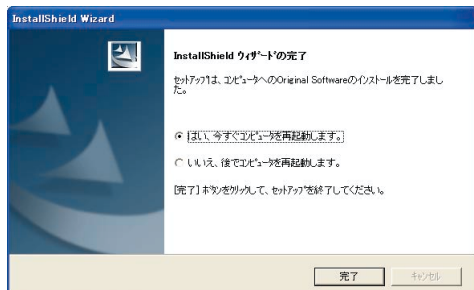 InstallShield Wizard
InstallShield ウィザードの完了
セットアップは、コンピュータへのOriginal Softwareのインストールを完了しまし
た。
はい、今すぐコンピュータを再起動します。
いいえ、後でコンピュータを再起動します。
[完了] ボタンをクリックして、セットアップを終了してください。
完了
キャンセル